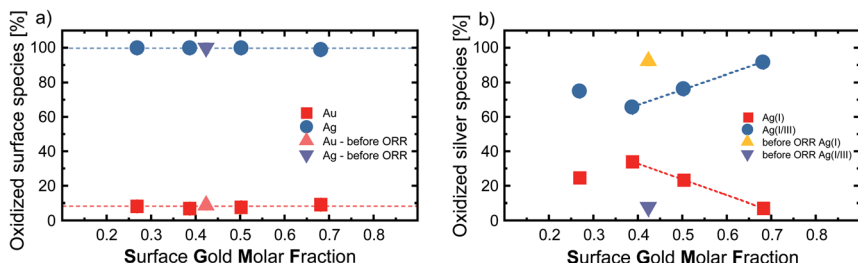 a)
Oxidized surface species [%]
100
80
60
40
20
0
0.2 0.3 0.4 0.5 0.6 0.7 0.8
Surface Gold Molar Fraction
Au
Ag
Au - before ORR
Ag - before ORR
b)
Oxidized silver species [%]
100
80
60
40
20
0
0.2 0.3 0.4 0.5 0.6 0.7 0.8
Surface Gold Molar Fraction
Ag(I)
Ag(I/III)
before ORR Ag(I)
before ORR Ag(I/III)